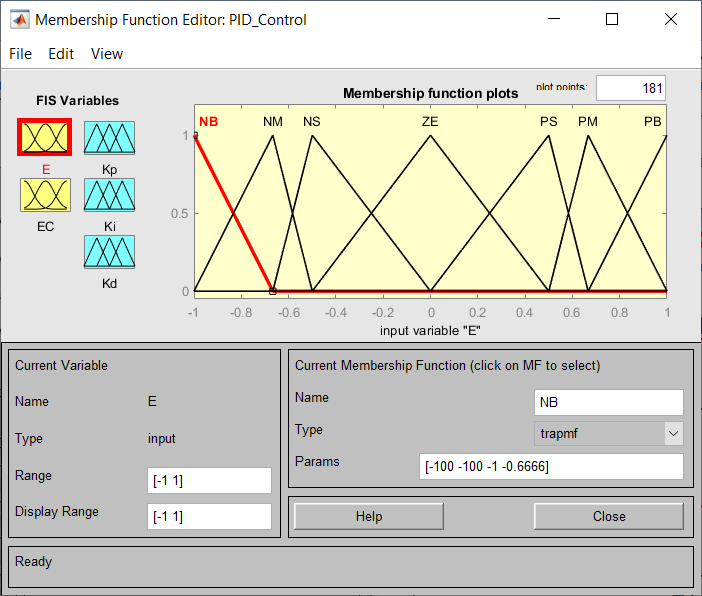 Membership Function Editor: PID_Control
File Edit View
FIS Variables
E
EC
Kp
Ki
Kd
Membership function plots
plot points:
181
NB NM NS ZE PS PM PB
1
0.5
0
-1 -0.8 -0.6 -0.4 -0.2 0 0.2 0.4 0.6 0.8 1
input variable "E"
Current Variable
Name E
Type input
Range [-1 1]
Display Range [-1 1]
Current Membership Function (click on MF to select)
Name NB
Type trapmf
Params [-100 -100 -1 -0.6666]
Help Close
Ready